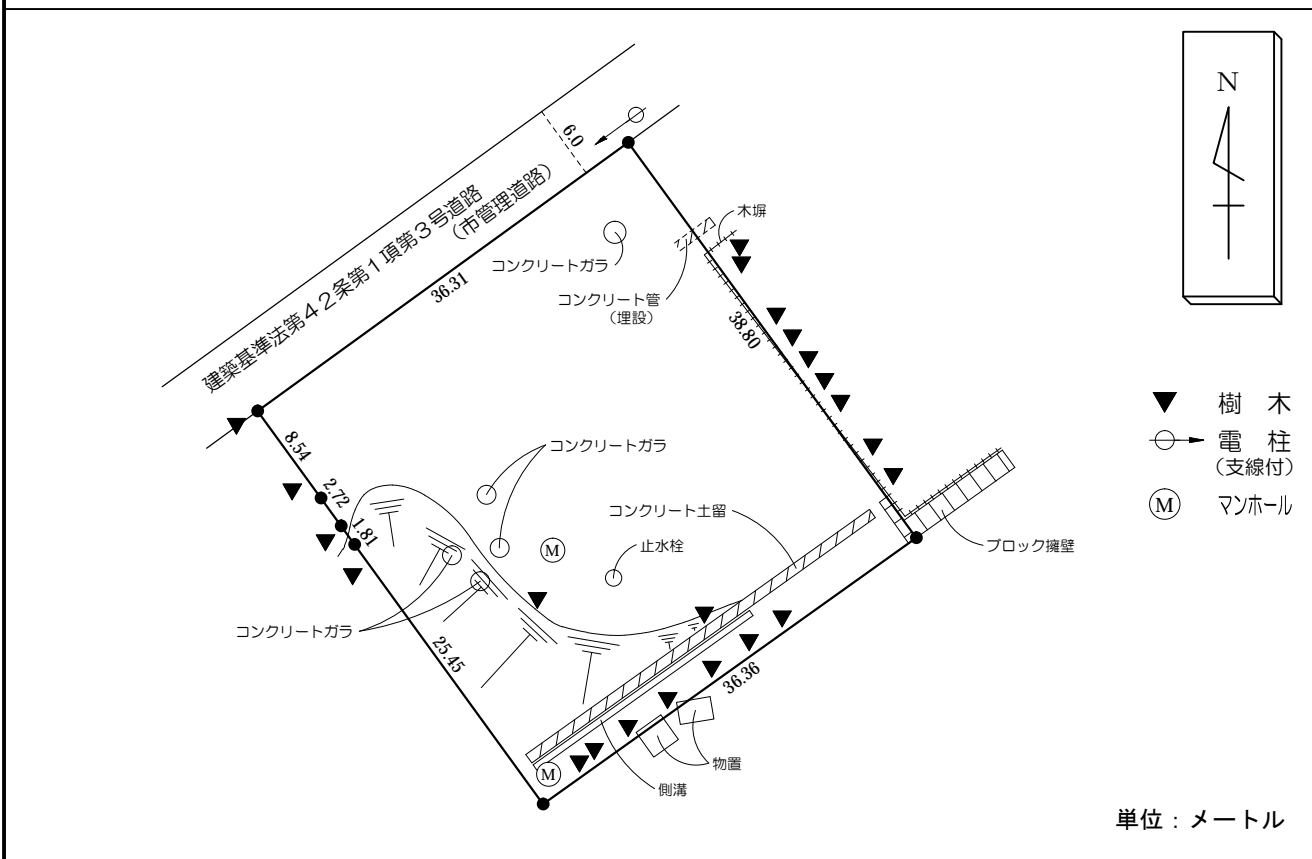 N
6.0
建築基準法第42条第1項第3号道路
（市管理道路）
36.31
木塀
コンクリートガラ
コンクリート管
（埋設）
38.80
樹　木
電　柱
（支線付）
M
マンホール
8.54
2.72
1.81
コンクリートガラ
コンクリート土留
M
止水栓
ブロック擁壁
コンクリートガラ
25.45
36.36
M
物置
側溝
単位：メートル